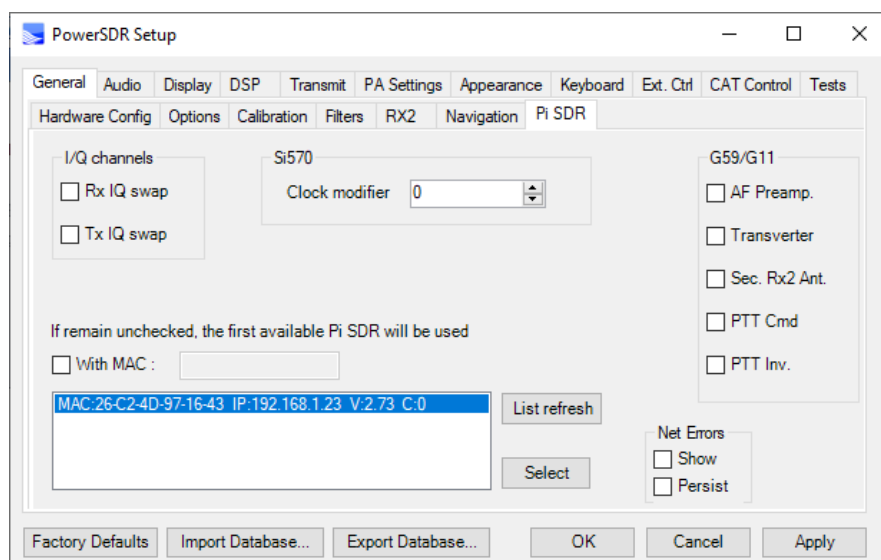 PowerSDR Setup
General Audio Display DSP Transmit PA Settings Appearance Keyboard Ext. Ctrl CAT Control Tests
Hardware Config Options Calibration Filters RX2 Navigation Pi SDR
I/Q channels Si570 G59/G11
Rx IQ swap Clock modifier 0 AF Preamp.
Tx IQ swap Transverter
Sec. Rx2 Ant.
If remain unchecked, the first available Pi SDR will be used PTT Cmd
With MAC : PTT Inv.
MAC:26-C2-4D-97-16-43 IP:192.168.1.23 V:2.73 C:0 List refresh
Net Errors
Select Show
Persist
Factory Defaults Import Database... Export Database... OK Cancel Apply